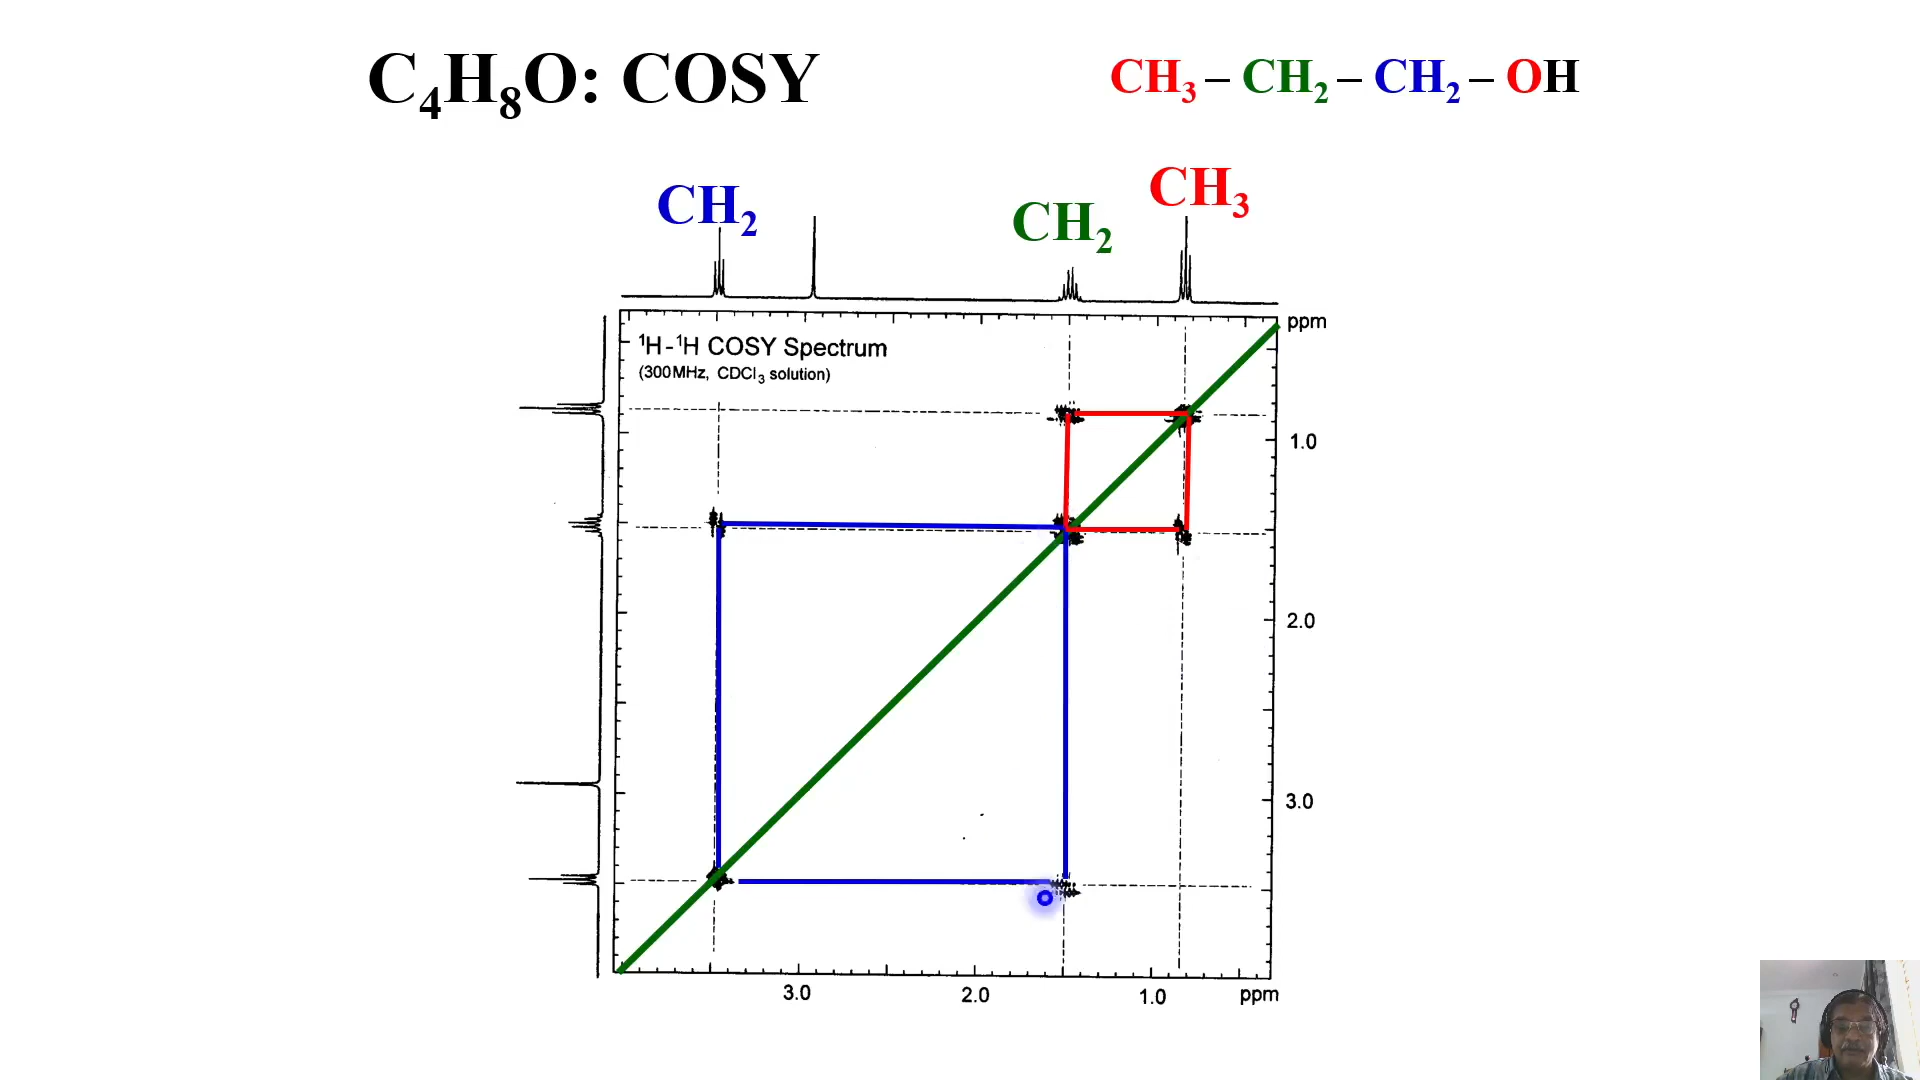 C₄H₈O: COSY
CH₃ – CH₂ – CH₂ – OH
CH₂
CH₂
CH₃
ppm
¹H-¹H COSY Spectrum
(300MHz, CDCl₃ solution)
1.0
2.0
3.0
3.0
2.0
1.0
ppm